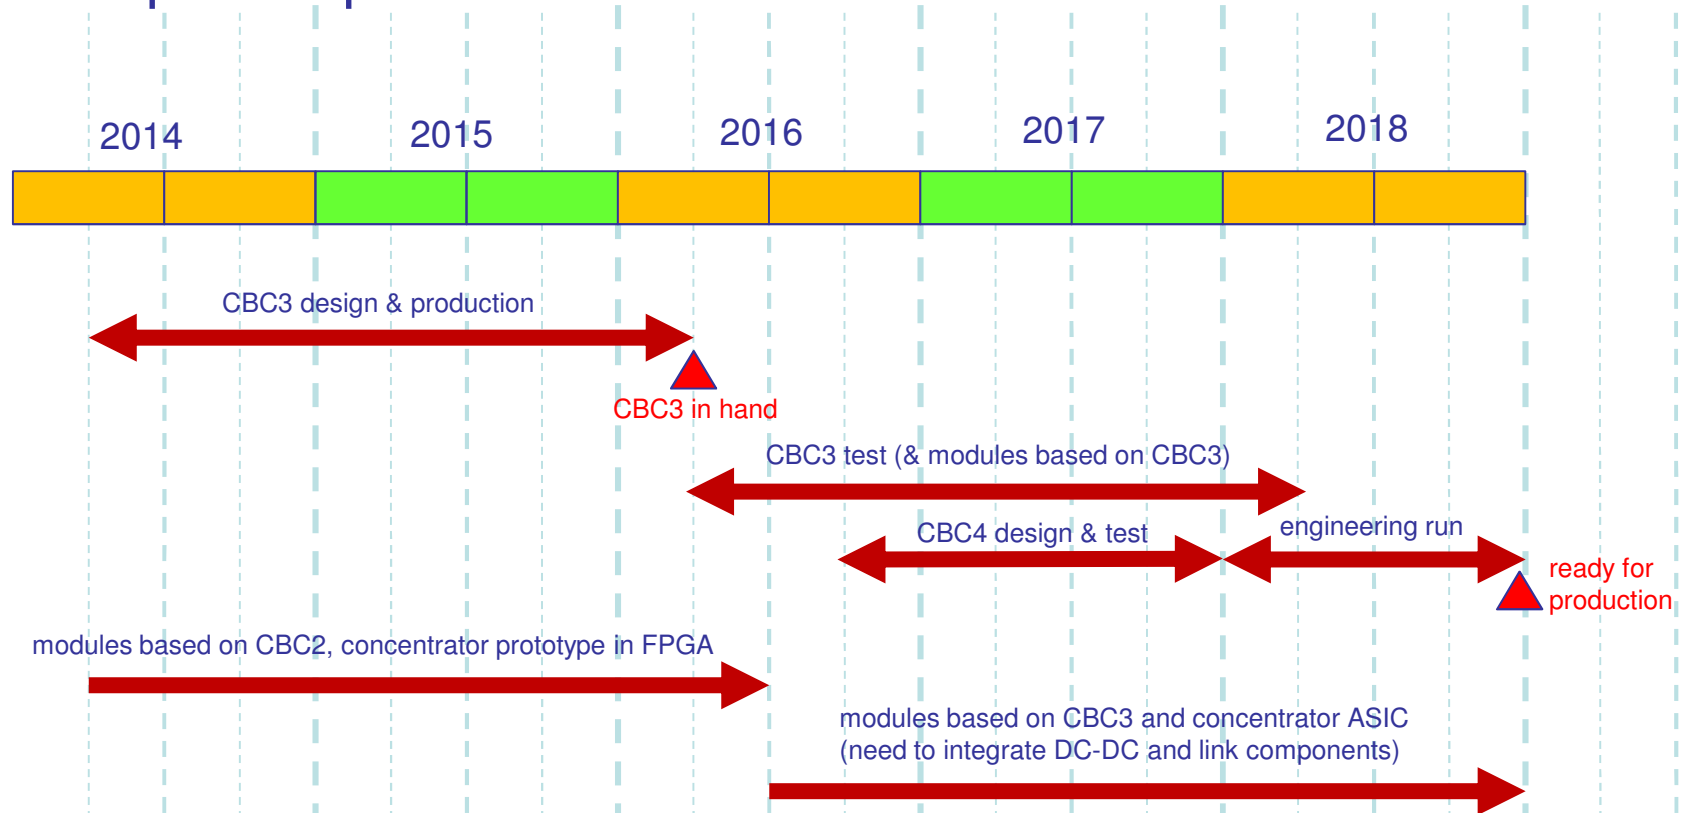 2014
2015
2016
2017
2018
CBC3 design & production
CBC3 in hand
CBC3 test (& modules based on CBC3)
CBC4 design & test
engineering run
ready for
production
modules based on CBC2, concentrator prototype in FPGA
modules based on CBC3 and concentrator ASIC
(need to integrate DC-DC and link components)